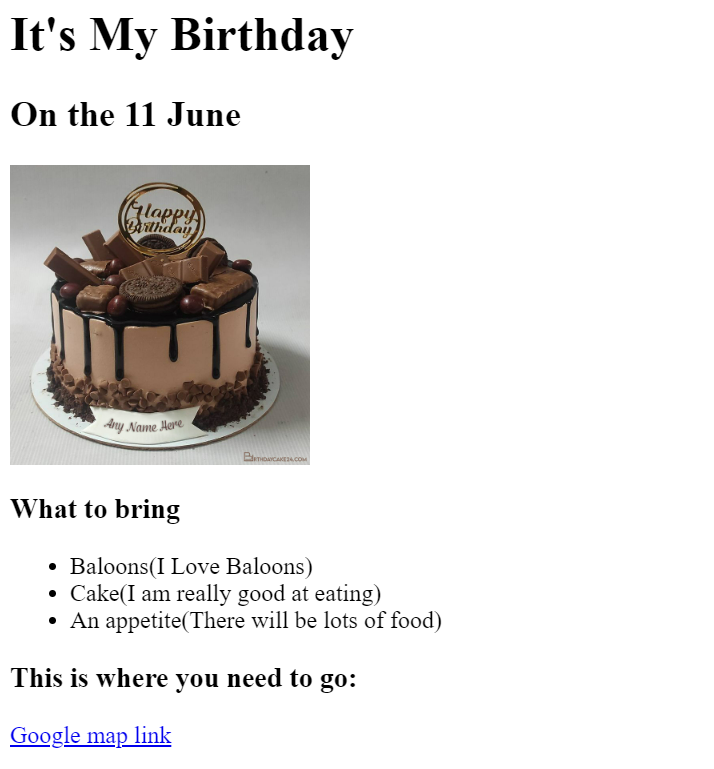 It's My Birthday
On the 11 June
Happy
Birthday
Any Name Here
BIRTHDAYCAKE24.COM
What to bring
Baloons(I Love Baloons)
Cake(I am really good at eating)
An appetite(There will be lots of food)
This is where you need to go:
Google map link